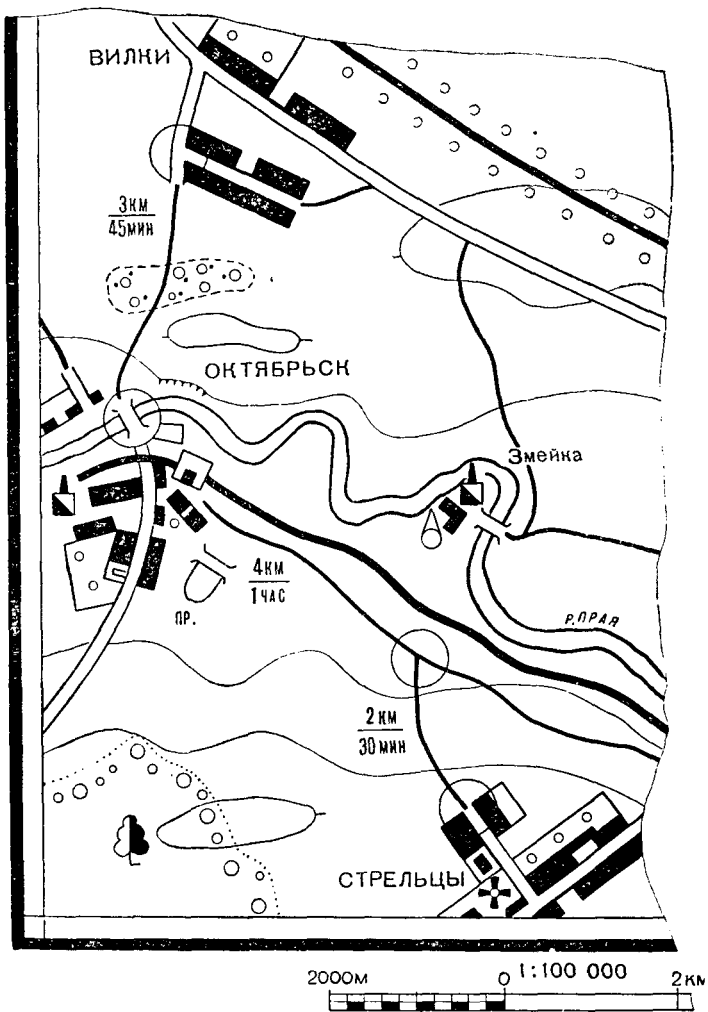 ВИЛКИ
3КМ
45МИН
ОКТЯБРЬСК
Змейка
4КМ
1ЧАС
ПР.
Р.ПРАЯ
2КМ
30МИН
СТРЕЛЬЦЫ
2000М 0 1:100 000 2КМ